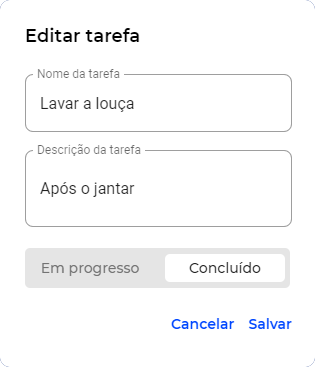 Editar tarefa
Nome da tarefa
Lavar a louça
Descrição da tarefa
Após o jantar
Em progresso Concluído
Cancelar Salvar